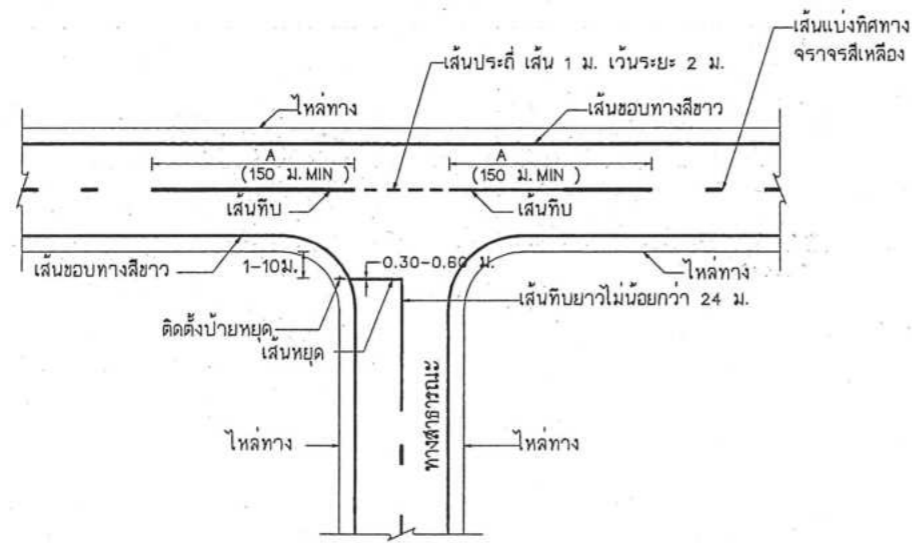 เส้นแบ่งทิศทาง
จราจรสีเหลือง
เส้นประถี่ เส้น 1 ม. เว้นระยะ 2 ม.
ไหล่ทาง
เส้นขอบทางสีขาว
A
A
(150 ม. MIN )
(150 ม. MIN )
เส้นทึบ
เส้นทึบ
เส้นขอบทางสีขาว
1-10ม.
0.30-0.60 ม.
ไหล่ทาง
เส้นทึบยาวไม่น้อยกว่า 24 ม.
ติดตั้งป้ายหยุด
เส้นหยุด
ทางสาธารณะ
ไหล่ทาง
ไหล่ทาง